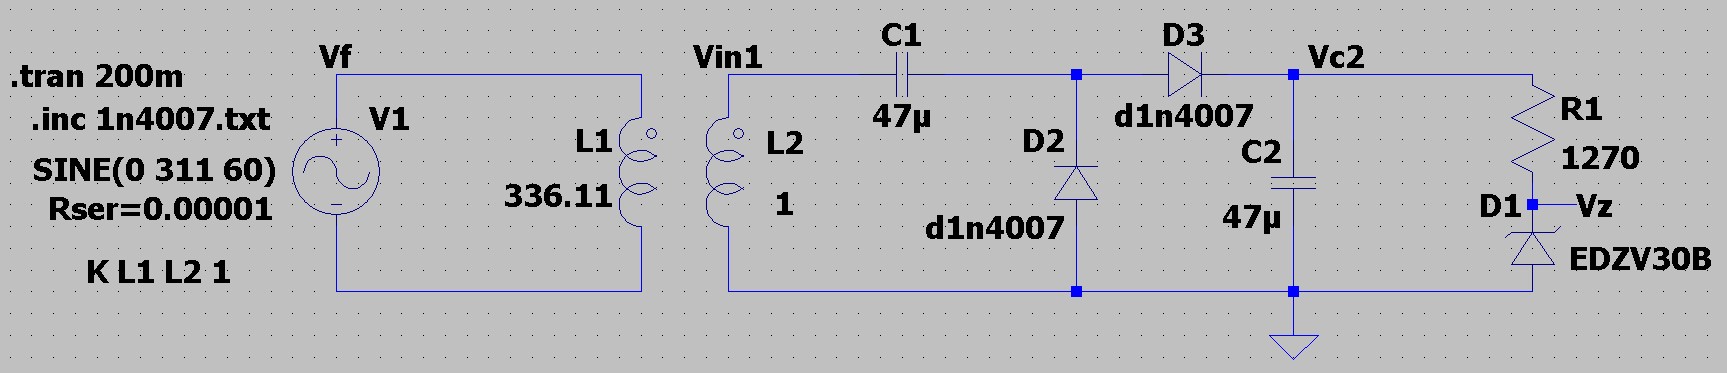 .tran 200m
.inc 1n4007.txt
SINE(0 311 60)
Rser=0.00001
K L1 L2 1
Vf
V1
L1
336.11
Vin1
L2
1
C1
47µ
D2
d1n4007
D3
d1n4007
Vc2
C2
47µ
R1
1270
D1
Vz
EDZV30B